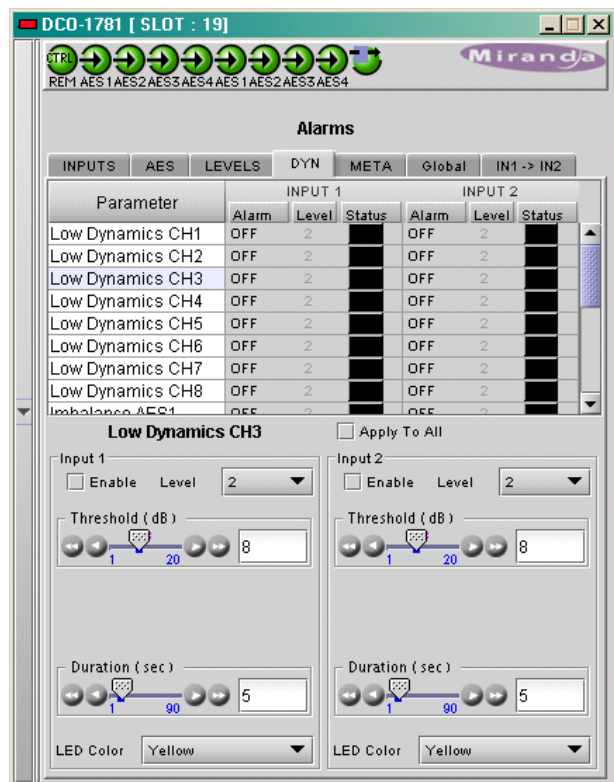 DCO-1781 [ SLOT : 19]
CTRL
Miranda
REM AES1 AES2 AES3 AES4 AES1 AES2 AES3 AES4
Alarms
INPUTS AES LEVELS DYN META Global IN1 -> IN2
Parameter INPUT 1 INPUT 2
Alarm Level Status Alarm Level Status
Low Dynamics CH1 OFF 2 OFF 2
Low Dynamics CH2 OFF 2 OFF 2
Low Dynamics CH3 OFF 2 OFF 2
Low Dynamics CH4 OFF 2 OFF 2
Low Dynamics CH5 OFF 2 OFF 2
Low Dynamics CH6 OFF 2 OFF 2
Low Dynamics CH7 OFF 2 OFF 2
Low Dynamics CH8 OFF 2 OFF 2
Imbalance AES1 OFF 2 OFF 2
Low Dynamics CH3 Apply To All
Input 1 Input 2
Enable Level 2 Enable Level 2
Threshold ( dB ) Threshold ( dB )
8 8
1 20 1 20
Duration ( sec ) Duration ( sec )
5 5
1 90 1 90
LED Color Yellow LED Color Yellow